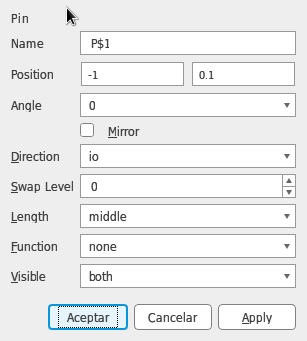 Pin
Name P$1
Position -1 0.1
Angle 0
Mirror
Direction io
Swap Level 0
Length middle
Function none
Visible both
Aceptar Cancelar Apply